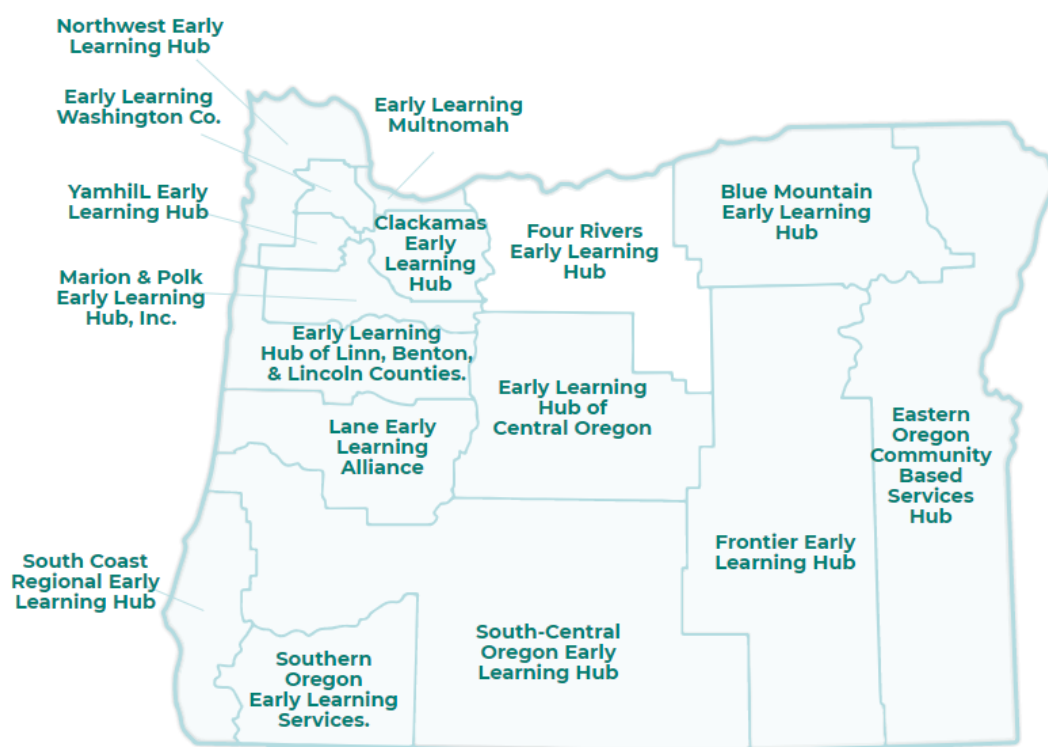 Northwest Early
Learning Hub
Early Learning
Washington Co.
Early Learning
Multnomah
YamhilL Early
Learning Hub
Clackamas
Early
Learning
Hub
Four Rivers
Early Learning
Hub
Blue Mountain
Early Learning
Hub
Marion & Polk
Early Learning
Hub, Inc.
Early Learning
Hub of Linn, Benton,
& Lincoln Counties.
Early Learning
Hub of
Central Oregon
Lane Early
Learning
Alliance
Eastern
Oregon
Community
Based
Services
Hub
South Coast
Regional Early
Learning Hub
Frontier Early
Learning Hub
South-Central
Oregon Early
Learning Hub
Southern
Oregon
Early Learning
Services.